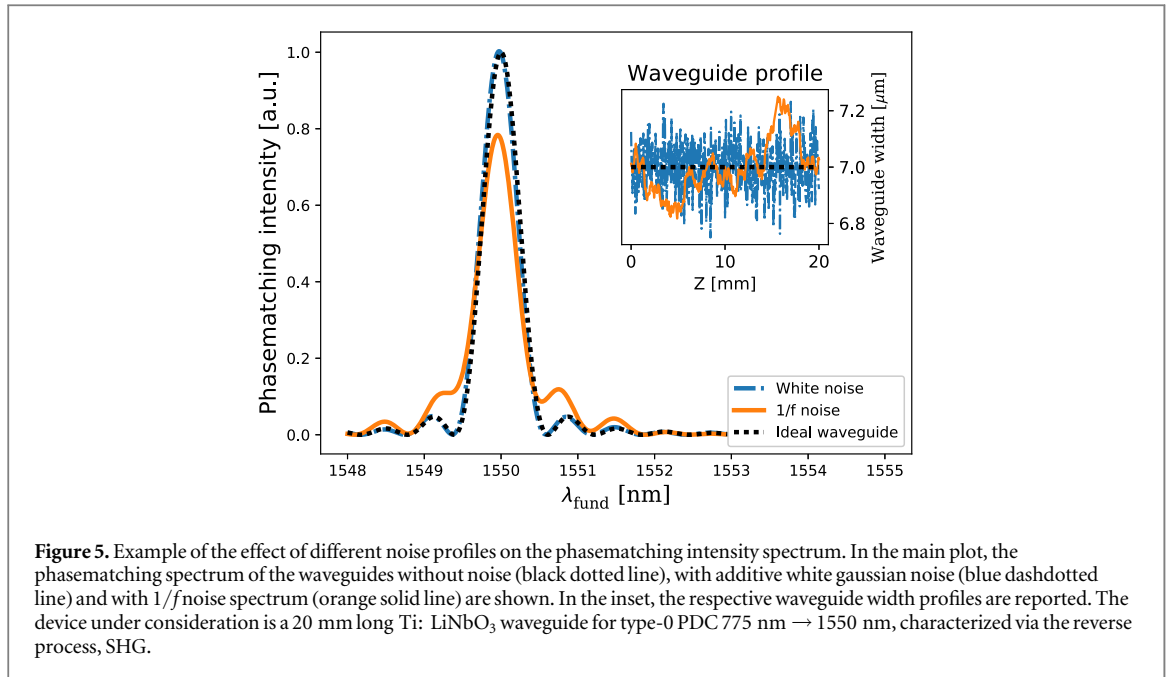 Phasematching intensity [a.u.]
1.0
0.8
0.6
0.4
0.2
0.0
1548
1549
1550
1551
1552
1553
1554
1555
λfund [nm]
Waveguide profile
7.2
7.0
6.8
Waveguide width [μm]
0
10
20
Z [mm]
White noise
1/f noise
Ideal waveguide
Figure 5. Example of the effect of different noise profiles on the phasematching intensity spectrum. In the main plot, the
phasematching spectrum of the waveguides without noise (black dotted line), with additive white gaussian noise (blue dashdotted
line) and with 1/f noise spectrum (orange solid line) are shown. In the inset, the respective waveguide width profiles are reported. The
device under consideration is a 20 mm long Ti: LiNbO₃ waveguide for type-0 PDC 775 nm → 1550 nm, characterized via the reverse
process, SHG.